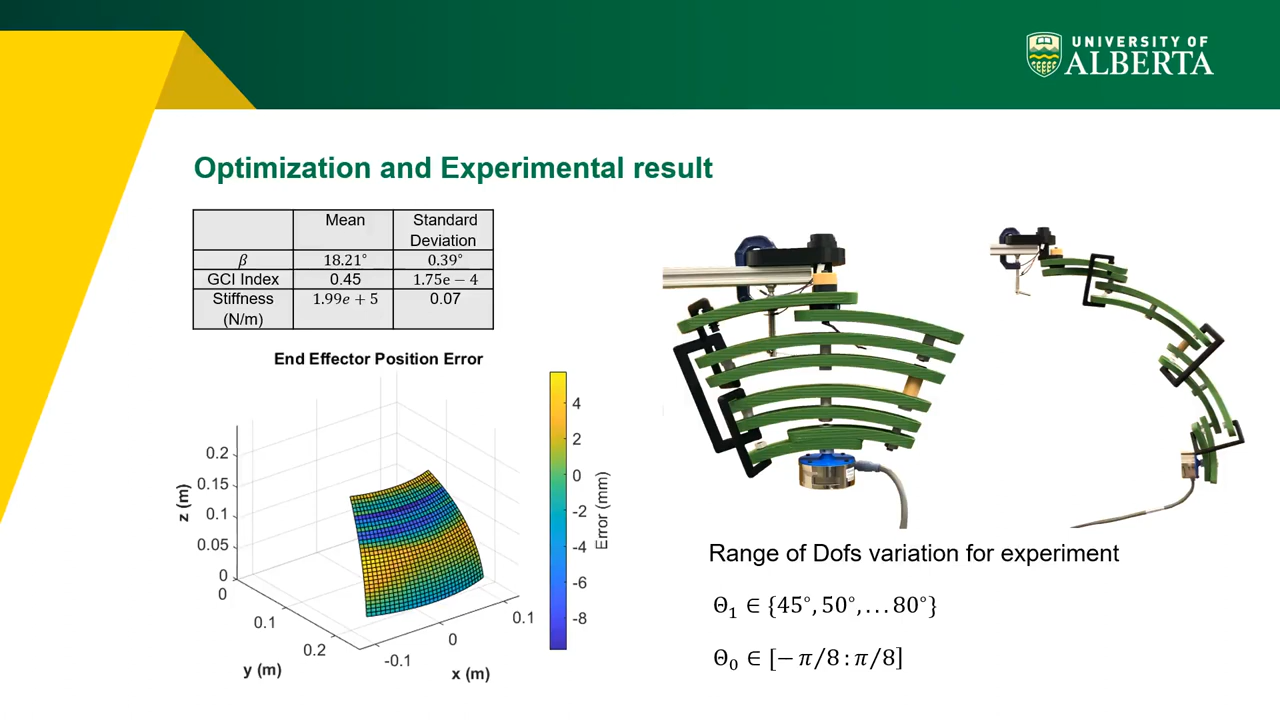 UNIVERSITY OF
ALBERTA
Optimization and Experimental result
Mean
Standard
Deviation
β
18.21°
0.39°
GCI Index
0.45
1.75e − 4
Stiffness
(N/m)
1.99e + 5
0.07
End Effector Position Error
0.2
0.15
0.1
0.05
0
z (m)
0
0.1
0.2
y (m)
-0.1
0
0.1
x (m)
4
2
0
-2
-4
-6
-8
Error (mm)
Range of Dofs variation for experiment
Θ₁ ∈ {45°, 50°, … 80°}
Θ₀ ∈ [− π/8 : π/8]